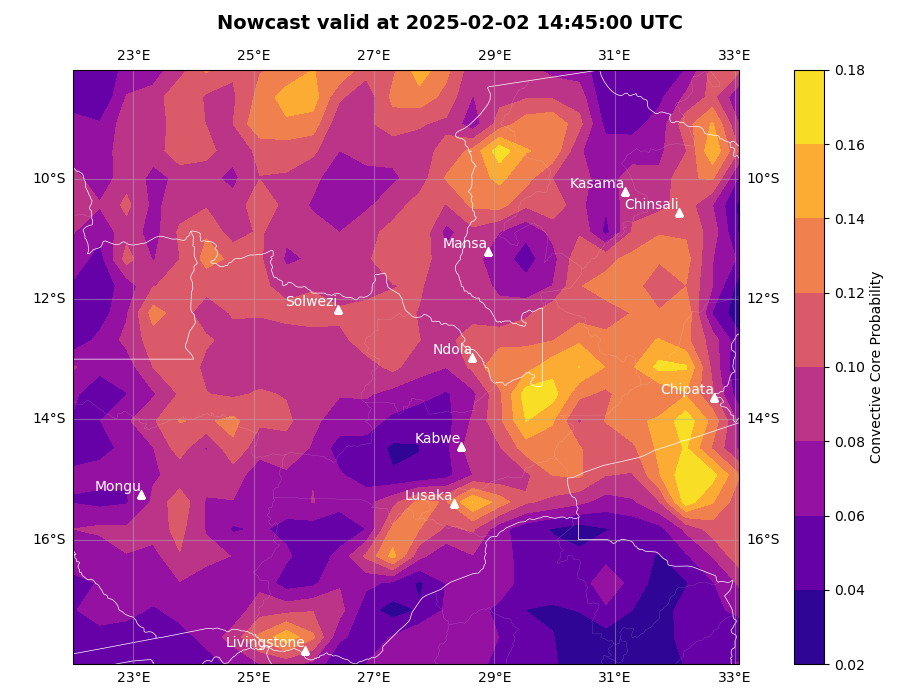 Nowcast valid at 2025-02-02 14:45:00 UTC
23°E 25°E 27°E 29°E 31°E 33°E
0.18
0.16
0.14
0.12
0.10
0.08
0.06
0.04
0.02
Convective Core Probability
10°S
12°S
14°S
16°S
10°S
12°S
14°S
16°S
Kasama
Chinsali
Mansa
Solwezi
Ndola
Chipata
Kabwe
Mongu
Lusaka
Livingstone
23°E 25°E 27°E 29°E 31°E 33°E